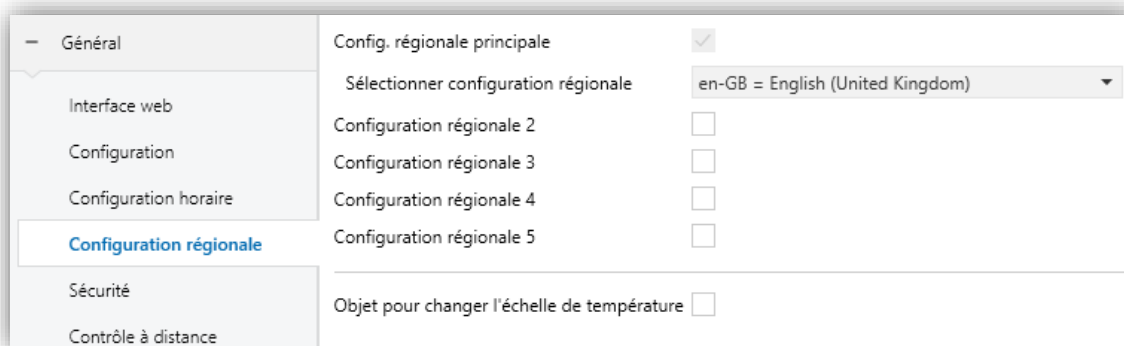 Général
Interface web
Configuration
Configuration horaire
Configuration régionale
Sécurité
Contrôle à distance
Config. régionale principale
Sélectionner configuration régionale en-GB = English (United Kingdom)
Configuration régionale 2
Configuration régionale 3
Configuration régionale 4
Configuration régionale 5
Objet pour changer l'échelle de température